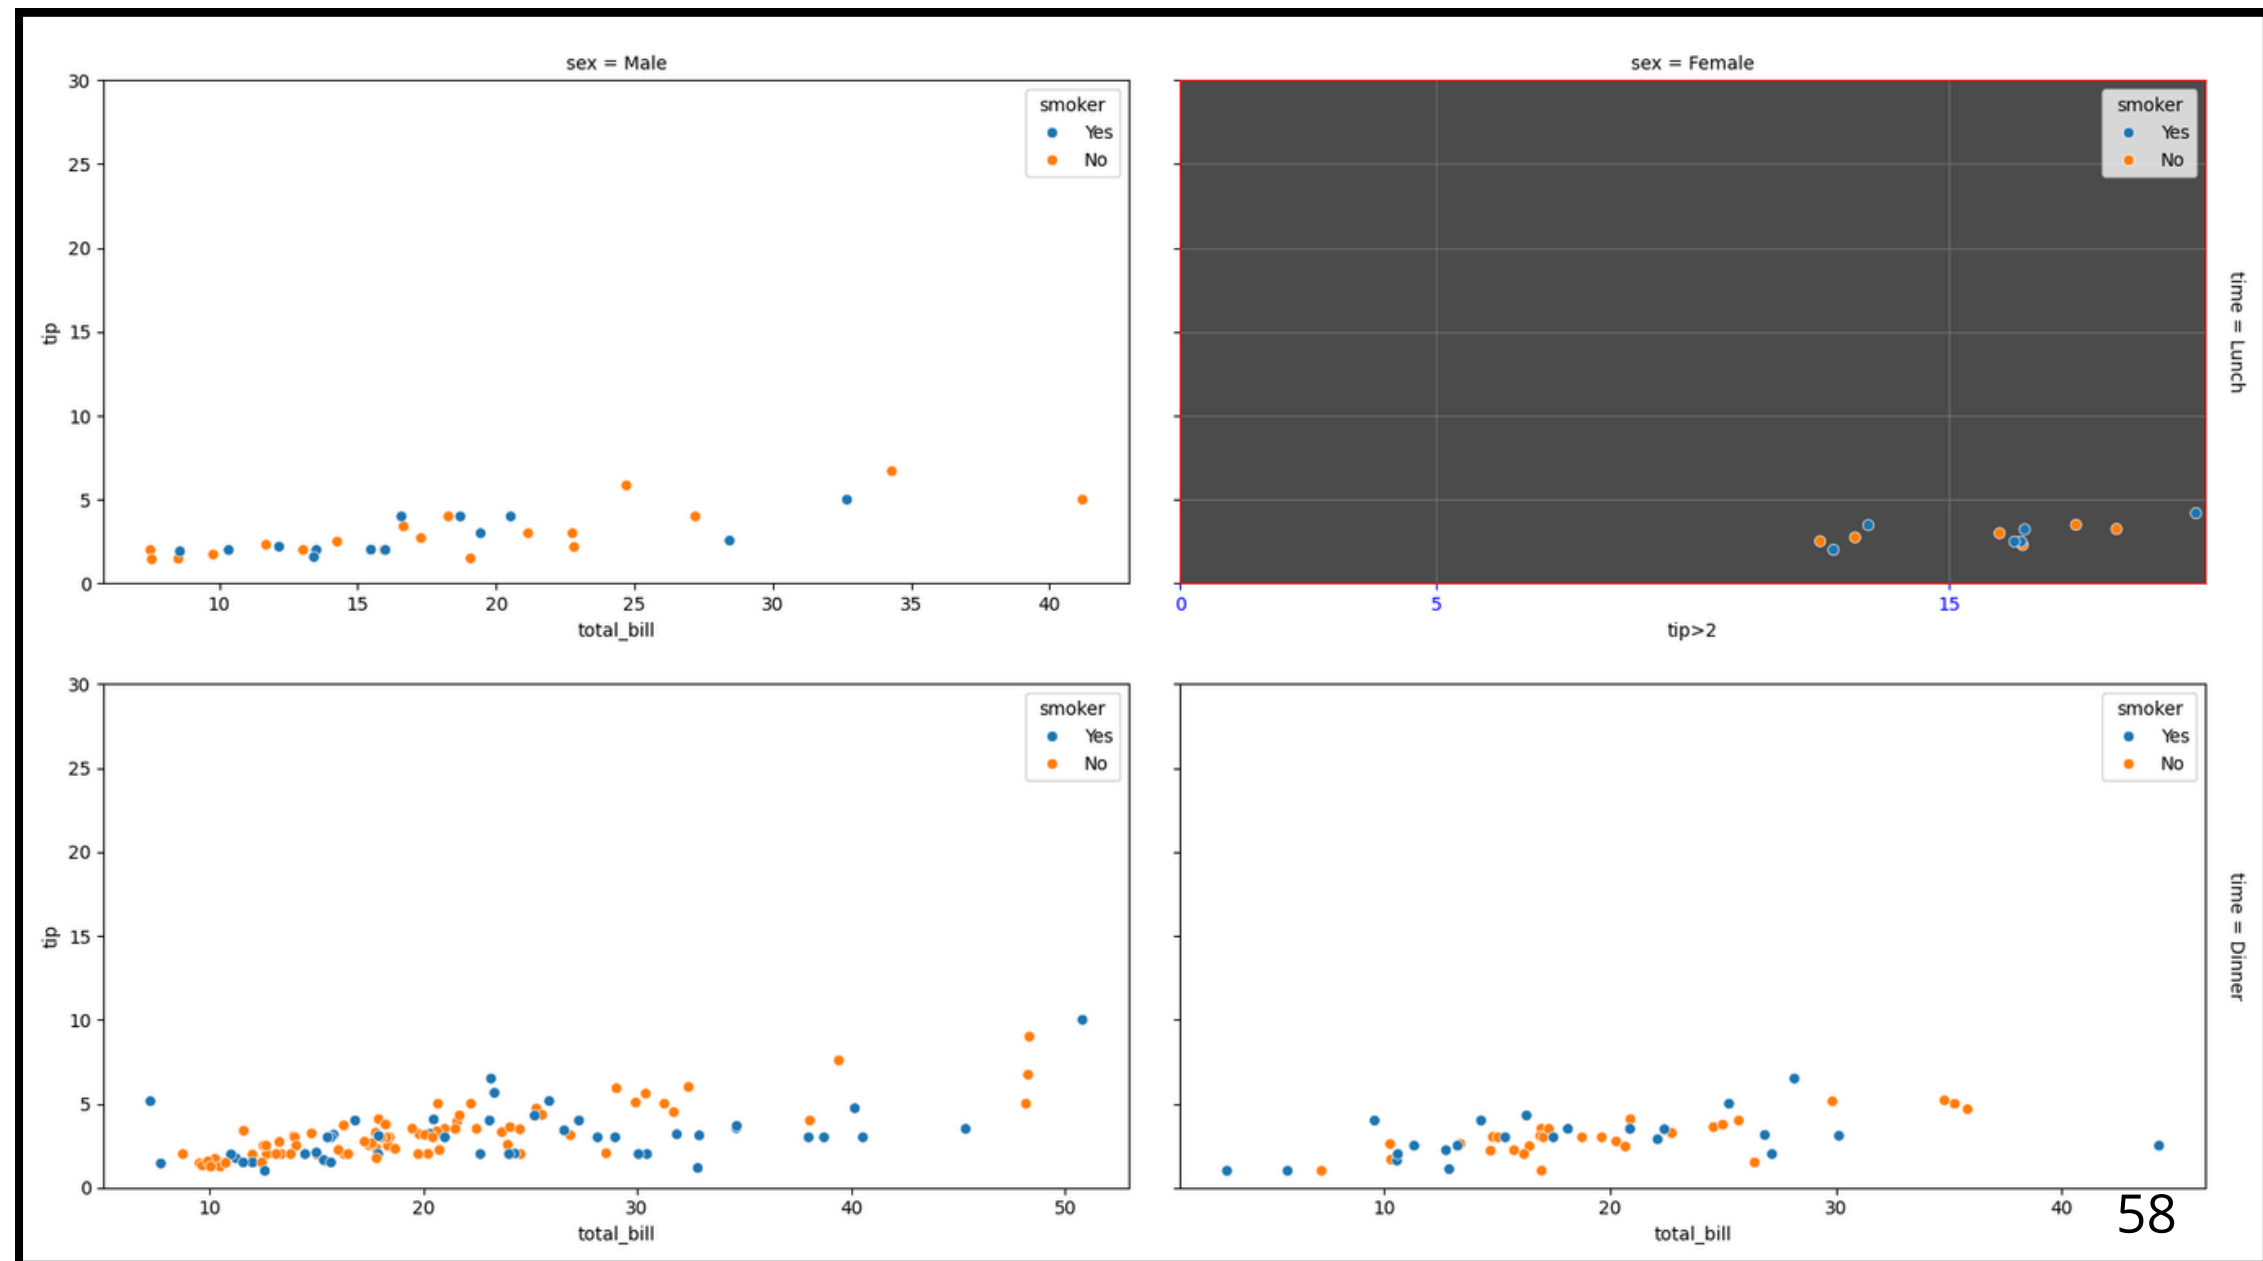 sex = Male
30
25
20
15
10
5
0
tip
smoker
Yes
No
10 15 20 25 30 35 40
total_bill
sex = Female
smoker
Yes
No
0 5 15
tip>2
time = Lunch
30
25
20
15
10
5
0
tip
smoker
Yes
No
10 20 30 40 50
total_bill
smoker
Yes
No
10 20 30 40
total_bill
time = Dinner
58